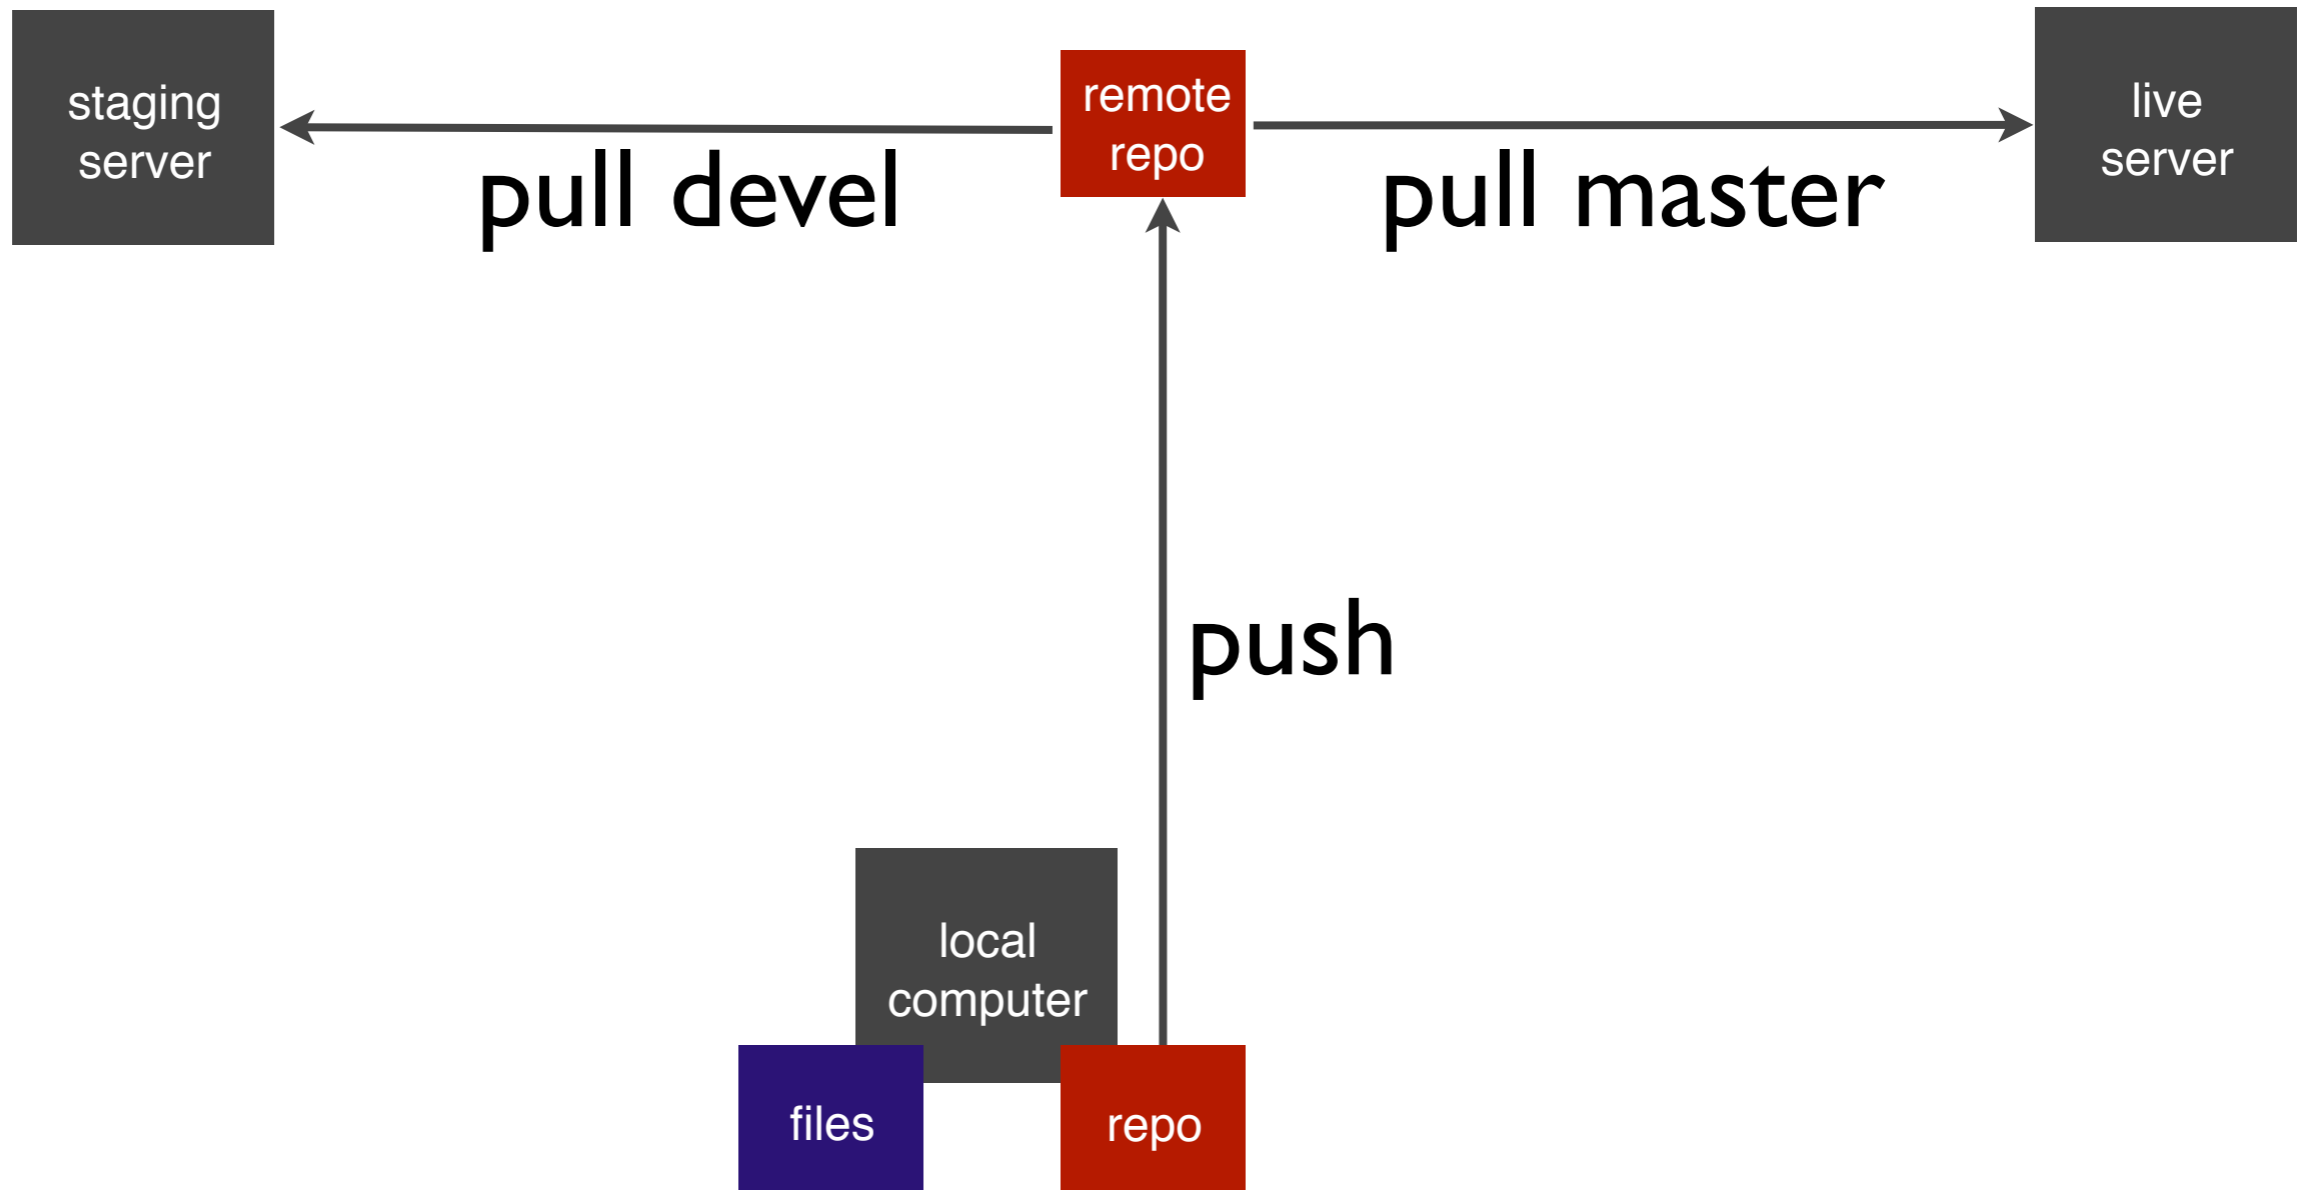 staging
server
remote
repo
live
server
pull devel
pull master
push
local
computer
files
repo